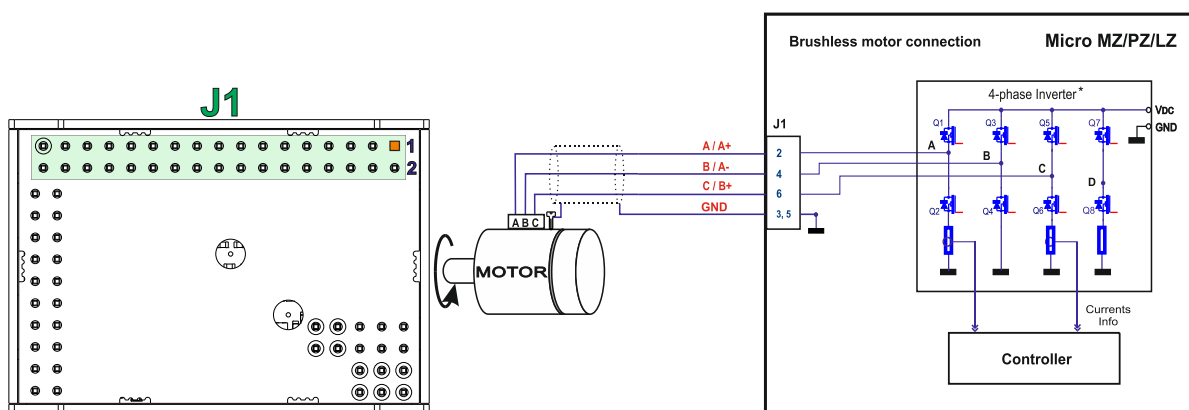 J1
1
2
A / A+
B / A-
C / B+
GND
A B C
MOTOR
Brushless motor connection
Micro MZ/PZ/LZ
J1
2
4
6
3, 5
4-phase Inverter*
VDC
GND
Q1
Q3
Q5
Q7
A
B
C
D
Q2
Q4
Q6
Q8
Currents
Info
Controller